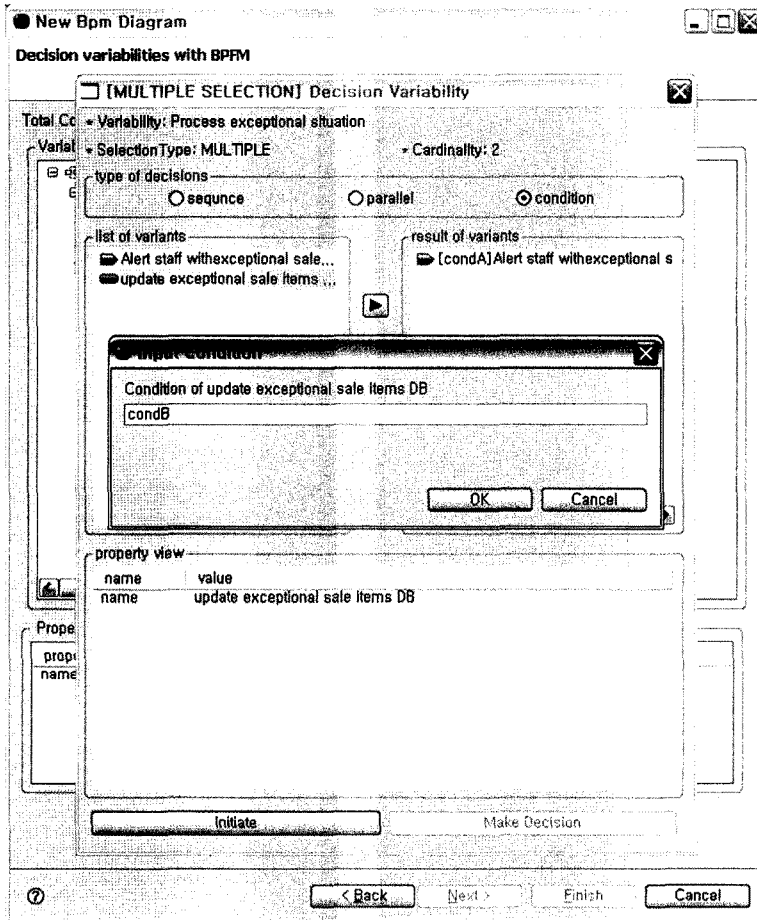 New Bpm Diagram
Decision variabilities with BPFM
[MULTIPLE SELECTION] Decision Variability
Total Co
* Variability: Process exceptional situation
Variat
* SelectionType: MULTIPLE * Cardinality: 2
type of decisions
sequnce parallel condition
list of variants result of variants
Alert staff withexceptional sale... [condA]Alert staff withexceptional s
update exceptional sale items ...
Input Condition
Condition of update exceptional sale items DB
condB
OK Cancel
property view
name value
name update exceptional sale items DB
Prope
prope
name
Initiate Make Decision
< Back Next > Finish Cancel